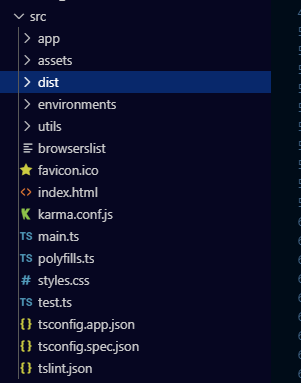 src
app
assets
dist
environments
utils
browserslist
favicon.ico
index.html
karma.conf.js
TS main.ts
TS polyfills.ts
# styles.css
TS test.ts
{} tsconfig.app.json
{} tsconfig.spec.json
{} tslint.json